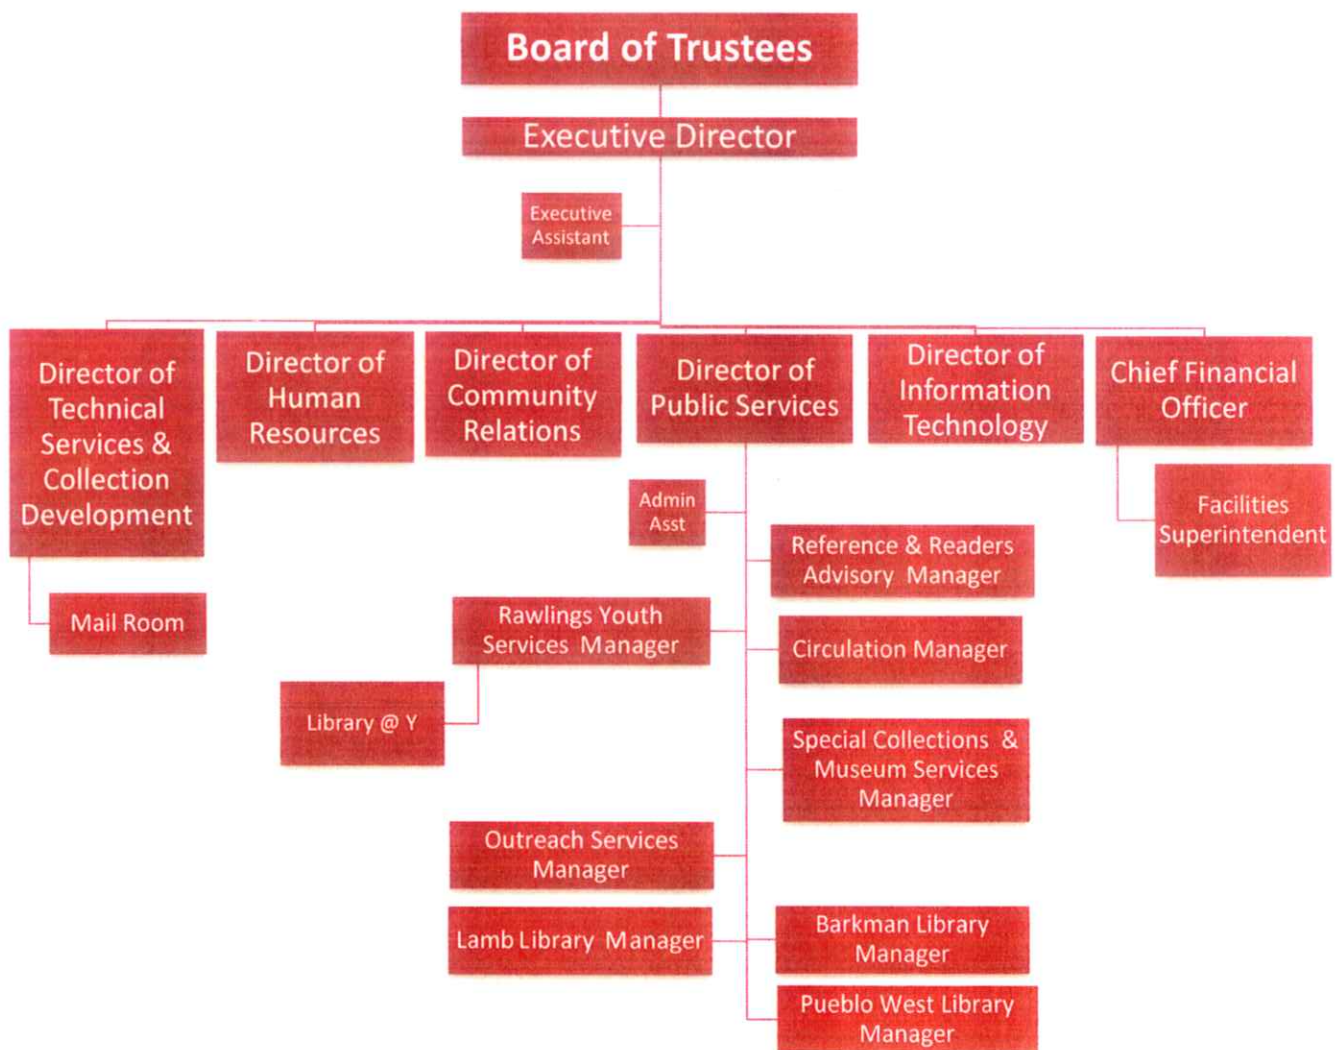 Board of Trustees
Executive Director
Executive
Assistant
Director of
Technical
Services &
Collection
Development
Director of
Human
Resources
Director of
Community
Relations
Director of
Public Services
Director of
Information
Technology
Chief Financial
Officer
Mail Room
Admin
Asst
Facilities
Superintendent
Reference & Readers
Advisory Manager
Rawlings Youth
Services Manager
Circulation Manager
Library @ Y
Special Collections &
Museum Services
Manager
Outreach Services
Manager
Lamb Library Manager
Barkman Library
Manager
Pueblo West Library
Manager